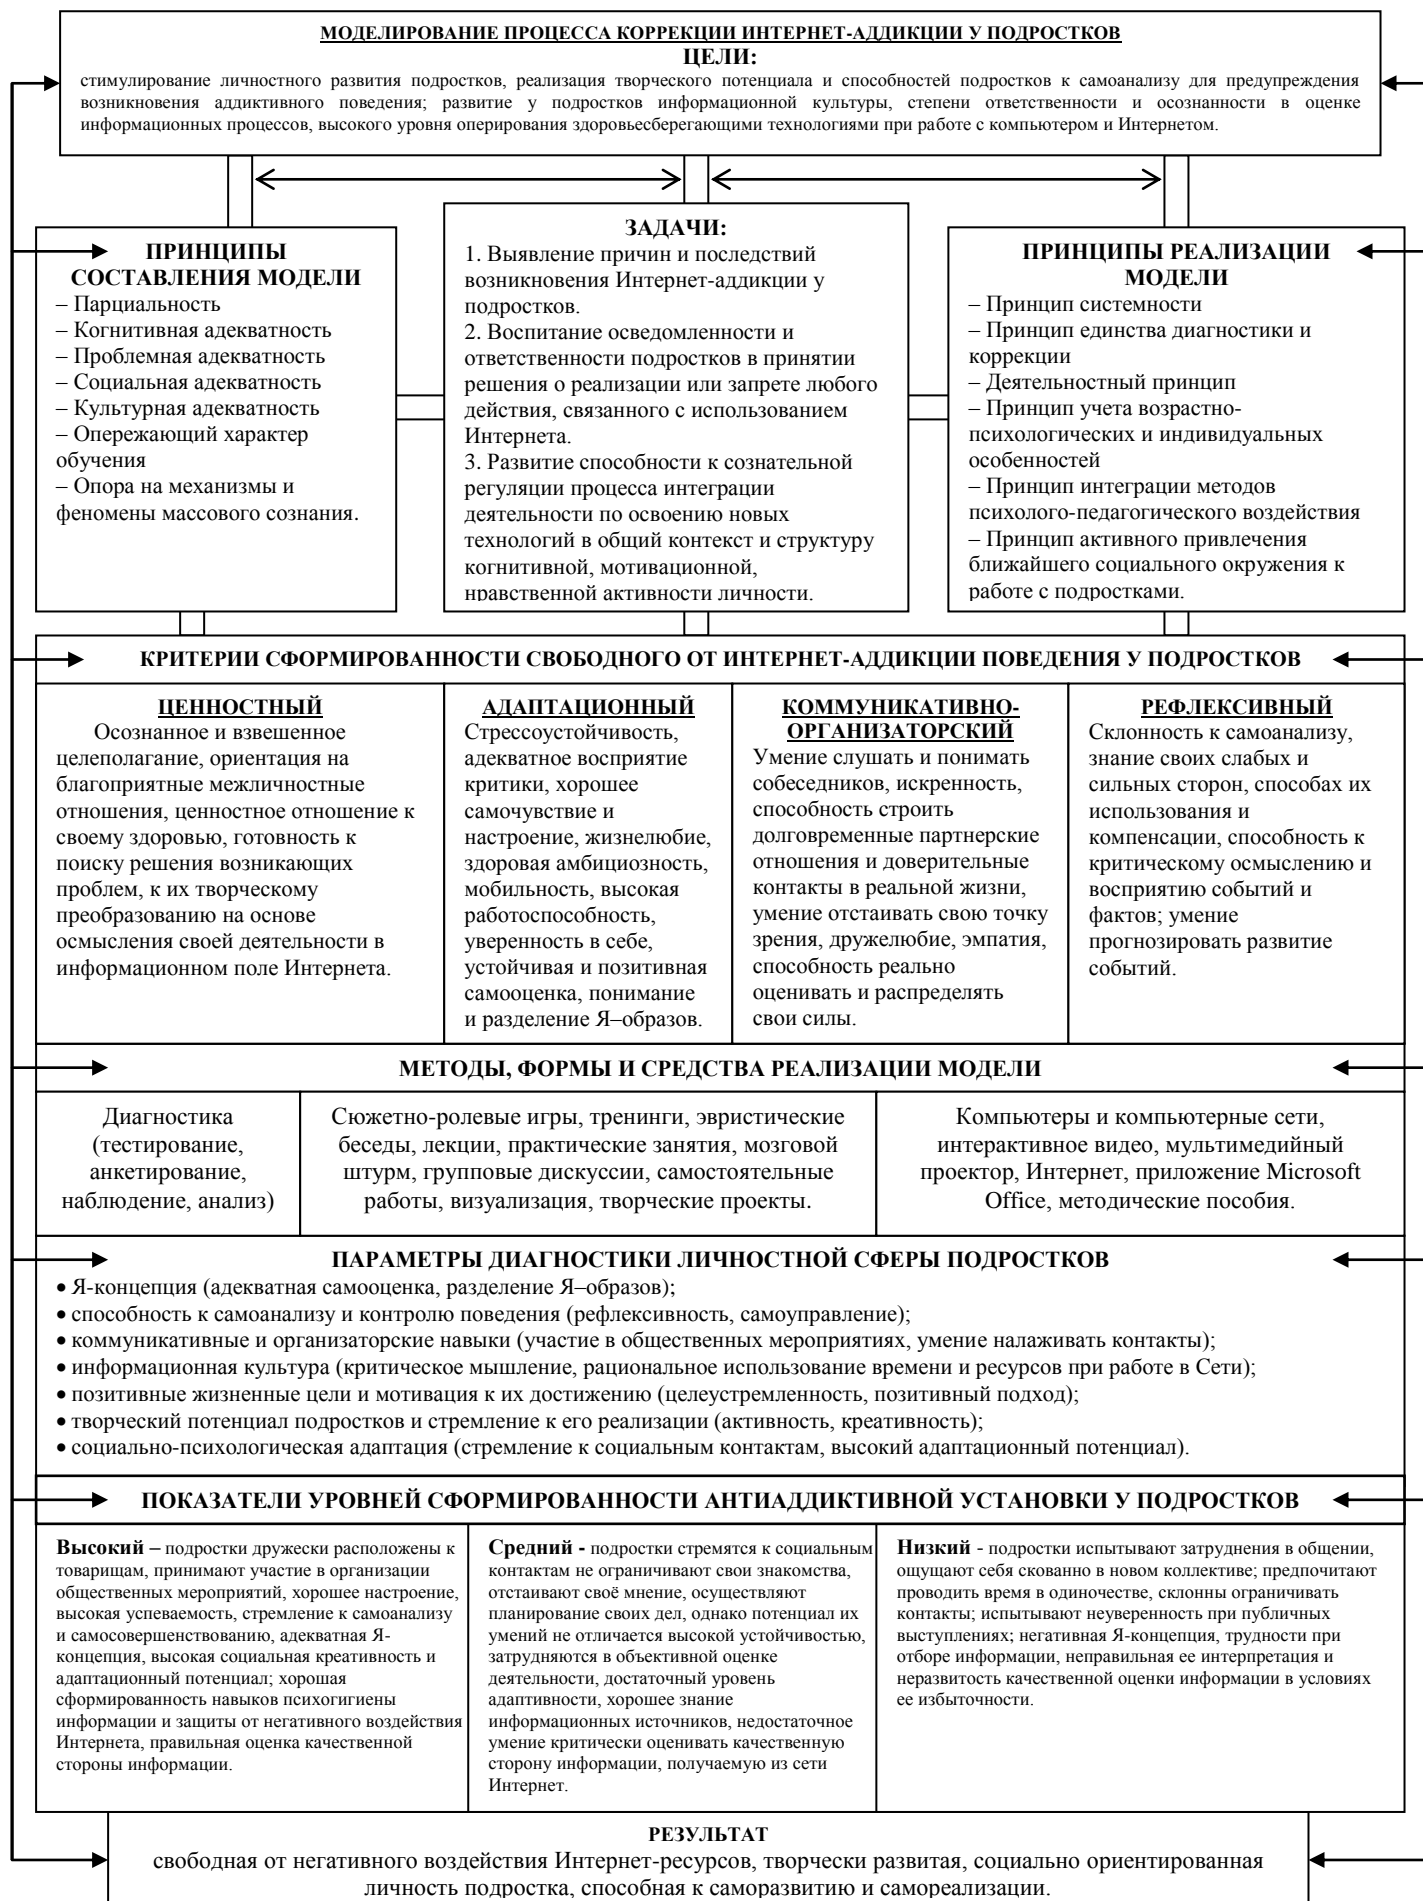 МОДЕЛИРОВАНИЕ ПРОЦЕССА КОРРЕКЦИИ ИНТЕРНЕТ-АДДИКЦИИ У ПОДРОСТКОВ
ЦЕЛИ:
стимулирование личностного развития подростков, реализация творческого потенциала и способностей подростков к самоанализу для предупреждения
возникновения аддиктивного поведения; развитие у подростков информационной культуры, степени ответственности и осознанности в оценке
информационных процессов, высокого уровня оперирования здоровьесберегающими технологиями при работе с компьютером и Интернетом.
ПРИНЦИПЫ
СОСТАВЛЕНИЯ МОДЕЛИ
– Парциальность
– Когнитивная адекватность
– Проблемная адекватность
– Социальная адекватность
– Культурная адекватность
– Опережающий характер
обучения
– Опора на механизмы и
феномены массового сознания.
ЗАДАЧИ:
1. Выявление причин и последствий
возникновения Интернет-аддикции у
подростков.
2. Воспитание осведомленности и
ответственности подростков в принятии
решения о реализации или запрете любого
действия, связанного с использованием
Интернета.
3. Развитие способности к сознательной
регуляции процесса интеграции
деятельности по освоению новых
технологий в общий контекст и структуру
когнитивной, мотивационной,
нравственной активности личности.
ПРИНЦИПЫ РЕАЛИЗАЦИИ
МОДЕЛИ
– Принцип системности
– Принцип единства диагностики и
коррекции
– Деятельностный принцип
– Принцип учета возрастно-
психологических и индивидуальных
особенностей
– Принцип интеграции методов
психолого-педагогического воздействия
– Принцип активного привлечения
ближайшего социального окружения к
работе с подростками.
КРИТЕРИИ СФОРМИРОВАННОСТИ СВОБОДНОГО ОТ ИНТЕРНЕТ-АДДИКЦИИ ПОВЕДЕНИЯ У ПОДРОСТКОВ
ЦЕННОСТНЫЙ
Осознанное и взвешенное
целеполагание, ориентация на
благоприятные межличностные
отношения, ценностное отношение к
своему здоровью, готовность к
поиску решения возникающих
проблем, к их творческому
преобразованию на основе
осмысления своей деятельности в
информационном поле Интернета.
АДАПТАЦИОННЫЙ
Стрессоустойчивость,
адекватное восприятие
критики, хорошее
самочувствие и
настроение, жизнелюбие,
здоровая амбициозность,
мобильность, высокая
работоспособность,
уверенность в себе,
устойчивая и позитивная
самооценка, понимание
и разделение Я–образов.
КОММУНИКАТИВНО-
ОРГАНИЗАТОРСКИЙ
Умение слушать и понимать
собеседников, искренность,
способность строить
долговременные партнерские
отношения и доверительные
контакты в реальной жизни,
умение отстаивать свою точку
зрения, дружелюбие, эмпатия,
способность реально
оценивать и распределять
свои силы.
РЕФЛЕКСИВНЫЙ
Склонность к самоанализу,
знание своих слабых и
сильных сторон, способах их
использования и
компенсации, способность к
критическому осмыслению и
восприятию событий и
фактов; умение
прогнозировать развитие
событий.
МЕТОДЫ, ФОРМЫ И СРЕДСТВА РЕАЛИЗАЦИИ МОДЕЛИ
Диагностика
(тестирование,
анкетирование,
наблюдение, анализ)
Сюжетно-ролевые игры, тренинги, эвристические
беседы, лекции, практические занятия, мозговой
штурм, групповые дискуссии, самостоятельные
работы, визуализация, творческие проекты.
Компьютеры и компьютерные сети,
интерактивное видео, мультимедийный
проектор, Интернет, приложение Microsoft
Office, методические пособия.
ПАРАМЕТРЫ ДИАГНОСТИКИ ЛИЧНОСТНОЙ СФЕРЫ ПОДРОСТКОВ
• Я-концепция (адекватная самооценка, разделение Я–образов);
• способность к самоанализу и контролю поведения (рефлексивность, самоуправление);
• коммуникативные и организаторские навыки (участие в общественных мероприятиях, умение налаживать контакты);
• информационная культура (критическое мышление, рациональное использование времени и ресурсов при работе в Сети);
• позитивные жизненные цели и мотивация к их достижению (целеустремленность, позитивный подход);
• творческий потенциал подростков и стремление к его реализации (активность, креативность);
• социально-психологическая адаптация (стремление к социальным контактам, высокий адаптационный потенциал).
ПОКАЗАТЕЛИ УРОВНЕЙ СФОРМИРОВАННОСТИ АНТИАДДИКТИВНОЙ УСТАНОВКИ У ПОДРОСТКОВ
Высокий – подростки дружески расположены к
товарищам, принимают участие в организации
общественных мероприятий, хорошее настроение,
высокая успеваемость, стремление к самоанализу
и самосовершенствованию, адекватная Я-
концепция, высокая социальная креативность и
адаптационный потенциал; хорошая
сформированность навыков психогигиены
информации и защиты от негативного воздействия
Интернета, правильная оценка качественной
стороны информации.
Средний - подростки стремятся к социальным
контактам не ограничивают свои знакомства,
отстаивают своё мнение, осуществляют
планирование своих дел, однако потенциал их
умений не отличается высокой устойчивостью,
затрудняются в объективной оценке
деятельности, достаточный уровень
адаптивности, хорошее знание
информационных источников, недостаточное
умение критически оценивать качественную
сторону информации, получаемую из сети
Интернет.
Низкий - подростки испытывают затруднения в общении,
ощущают себя скованно в новом коллективе; предпочитают
проводить время в одиночестве, склонны ограничивать
контакты; испытывают неуверенность при публичных
выступлениях; негативная Я-концепция, трудности при
отборе информации, неправильная ее интерпретация и
неразвитость качественной оценки информации в условиях
ее избыточности.
РЕЗУЛЬТАТ
свободная от негативного воздействия Интернет-ресурсов, творчески развитая, социально ориентированная
личность подростка, способная к саморазвитию и самореализации.